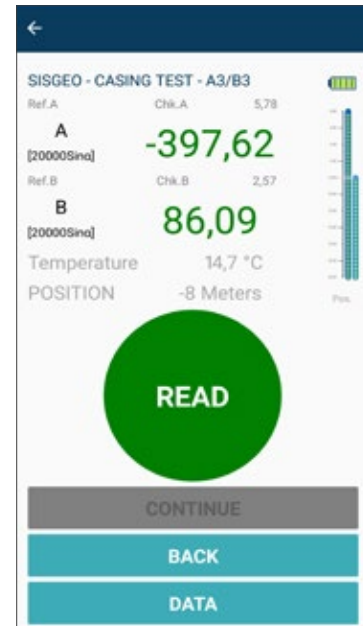 SISGEO - CASING TEST - A3/B3
Ref.A Chk.A 5,78
A
[20000Sinα] -397,62
Ref.B Chk.B 2,57
B
[20000Sinα] 86,09
Temperature 14,7 °C
POSITION -8 Meters
Pos.
READ
CONTINUE
BACK
DATA